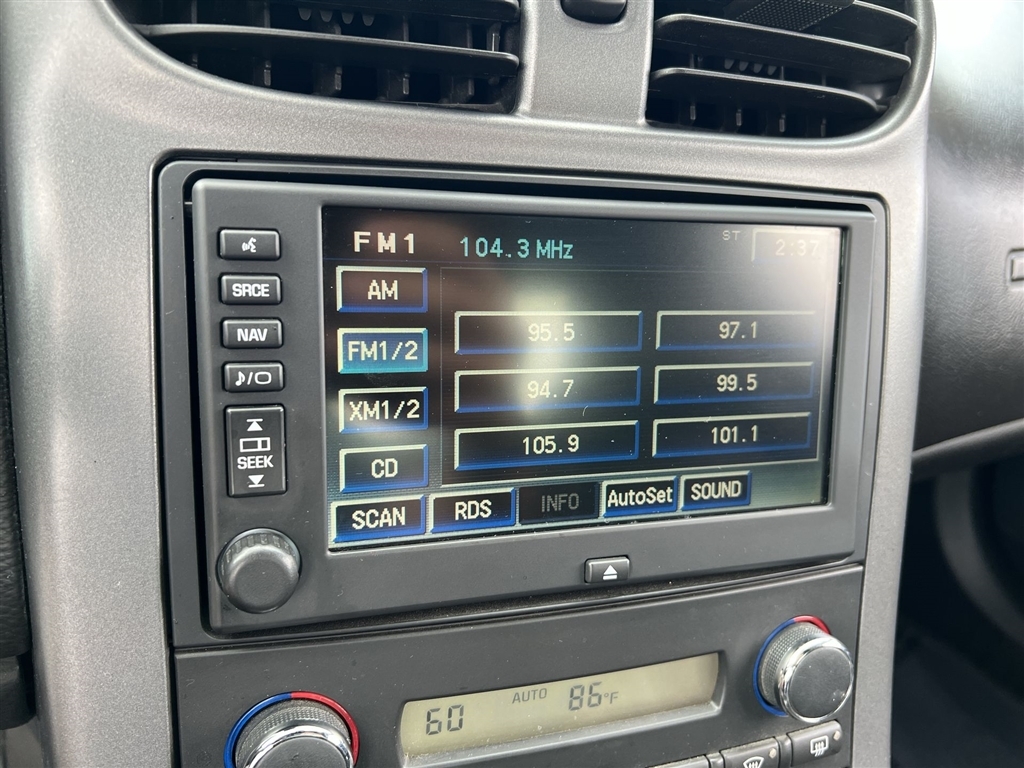 FM1 104.3 MHz ST 2:37
SRCE
NAV
SEEK
AM
FM1/2
XM1/2
CD
95.5 97.1
94.7 99.5
105.9 101.1
SCAN RDS INFO AutoSet SOUND
60 AUTO 86°F